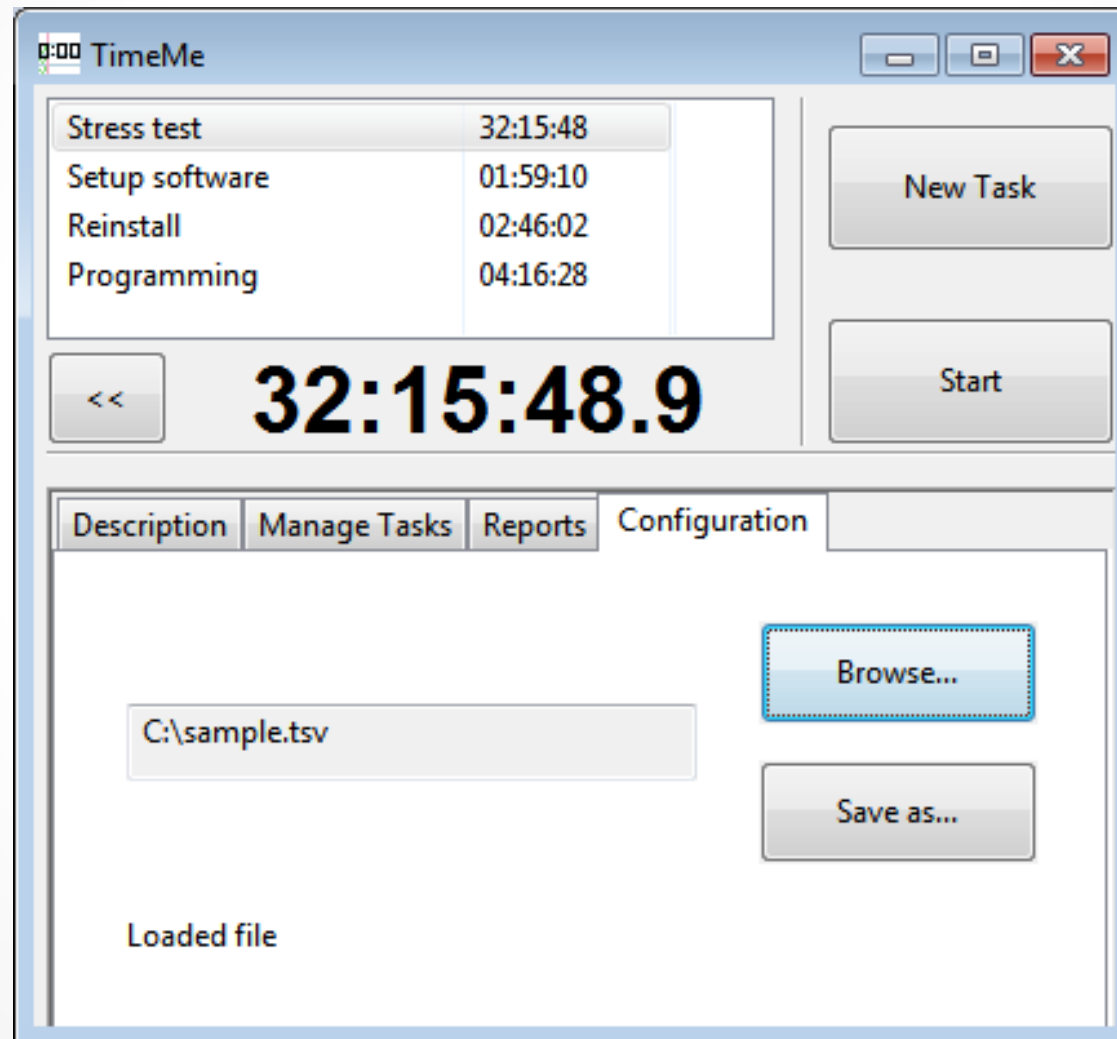 0:00 TimeMe
Stress test 32:15:48
Setup software 01:59:10
Reinstall 02:46:02
Programming 04:16:28
New Task
<< 32:15:48.9
Start
Description Manage Tasks Reports Configuration
Browse...
C:\sample.tsv
Save as...
Loaded file